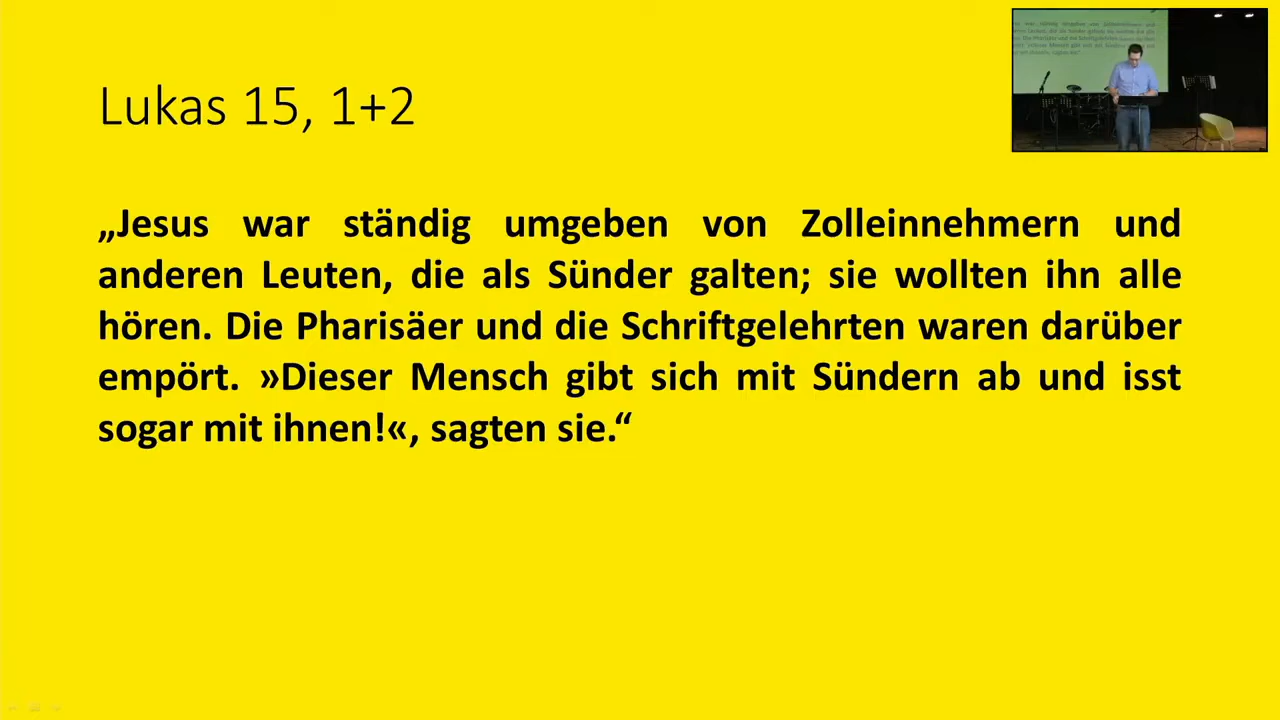 Lukas 15, 1+2
„Jesus war ständig umgeben von Zolleinnehmern und
anderen Leuten, die als Sünder galten; sie wollten ihn alle
hören. Die Pharisäer und die Schriftgelehrten waren darüber
empört. »Dieser Mensch gibt sich mit Sündern ab und isst
sogar mit ihnen!«, sagten sie.“